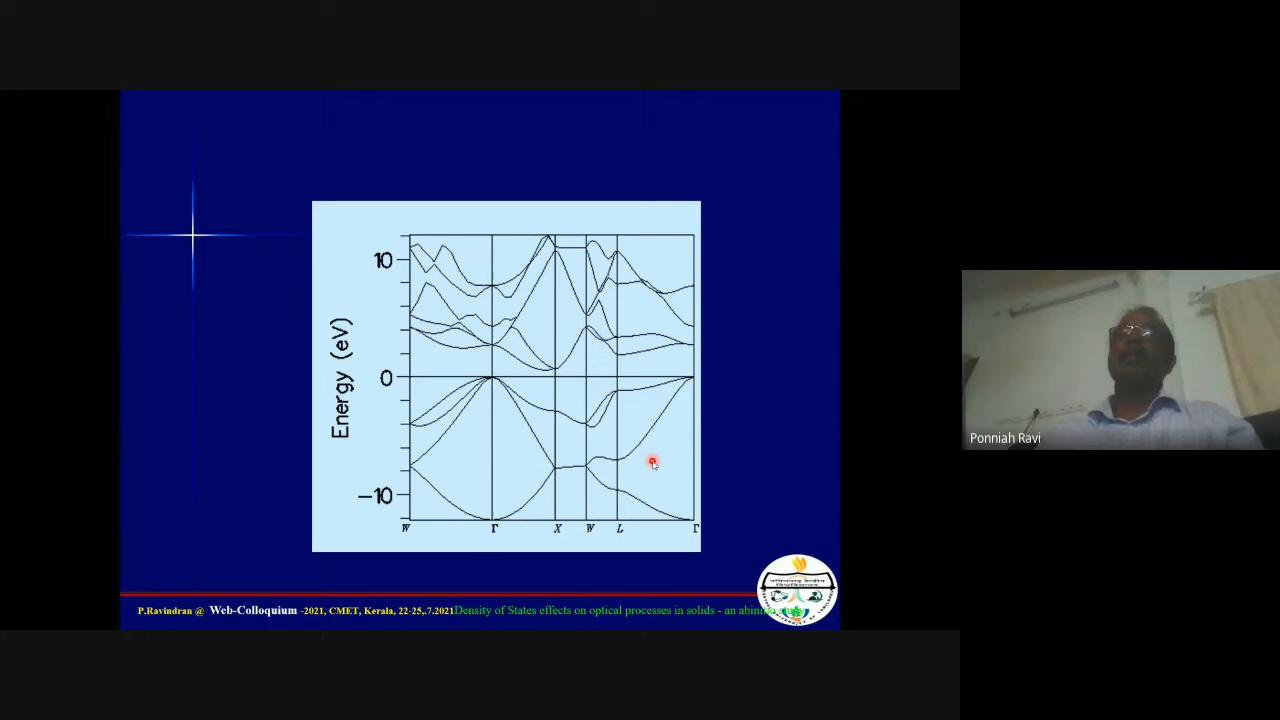 10
Energy (eV)
0
−10
W Γ X W L Γ
P.Ravindran @ Web-Colloquium -2021, CMET, Kerala, 22-25,.7.2021Density of States effects on optical processes in solids - an abinitio study
Ponniah Ravi